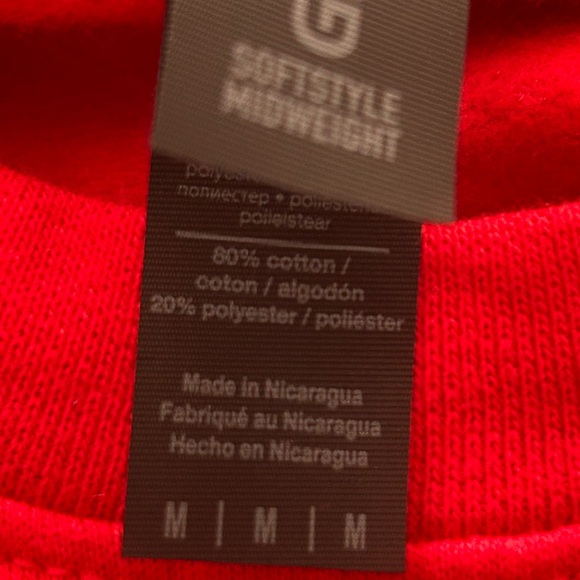 G
SOFTSTYLE
MIDWEIGHT
полиестер • poliéster
poileistear
80% cotton /
coton / algodón
20% polyester / poliéster
Made in Nicaragua
Fabriqué au Nicaragua
Hecho en Nicaragua
M | M | M